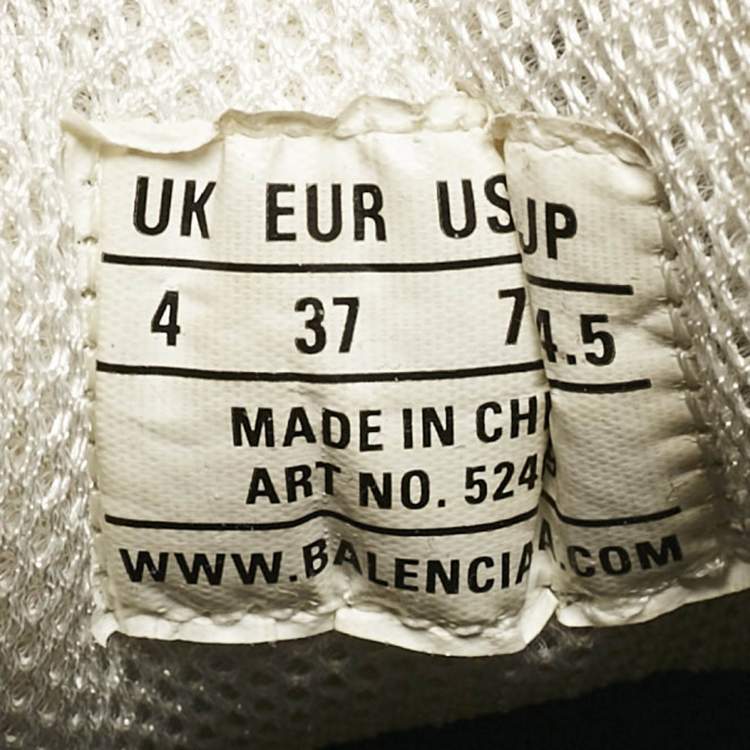 UK EUR US JP
4 37 7 4.5
MADE IN CH
ART NO. 524
WWW.BALENCIA.COM